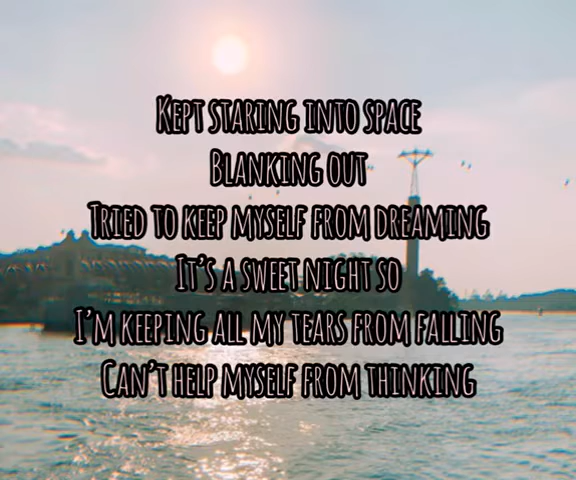 Kept staring into space
Blanking out
Tried to keep myself from dreaming
It's a sweet night so
I'm keeping all my tears from falling
Can't help myself from thinking